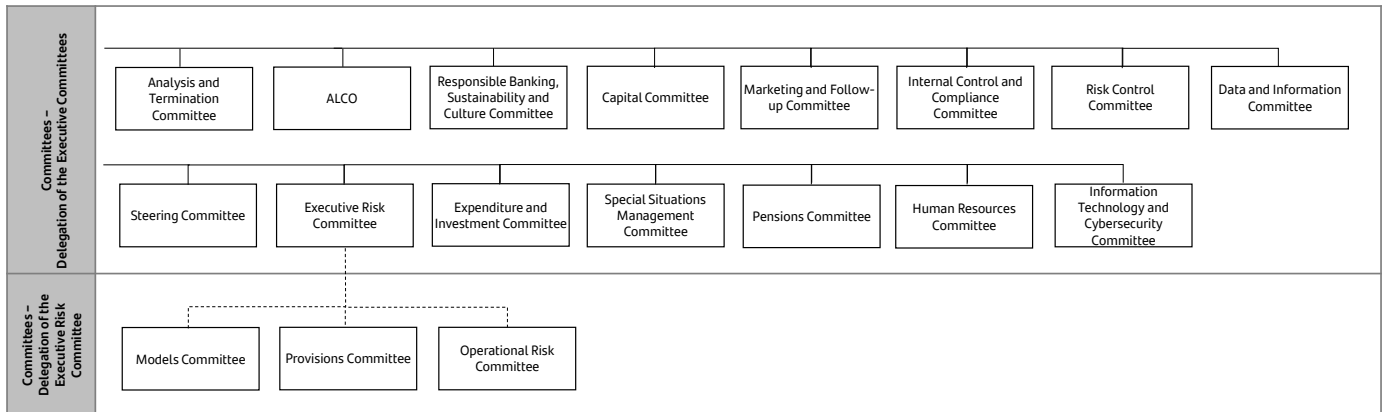 Committees –
Delegation of the Executive Committees
Analysis and
Termination
Committee
ALCO
Responsible Banking,
Sustainability and
Culture Committee
Capital Committee
Marketing and Follow-
up Committee
Internal Control and
Compliance
Committee
Risk Control
Committee
Data and Information
Committee
Steering Committee
Executive Risk
Committee
Expenditure and
Investment Committee
Special Situations
Management
Committee
Pensions Committee
Human Resources
Committee
Information
Technology and
Cybersecurity
Committee
Committees –
Delegation of the
Executive Risk
Committee
Models Committee
Provisions Committee
Operational Risk
Committee